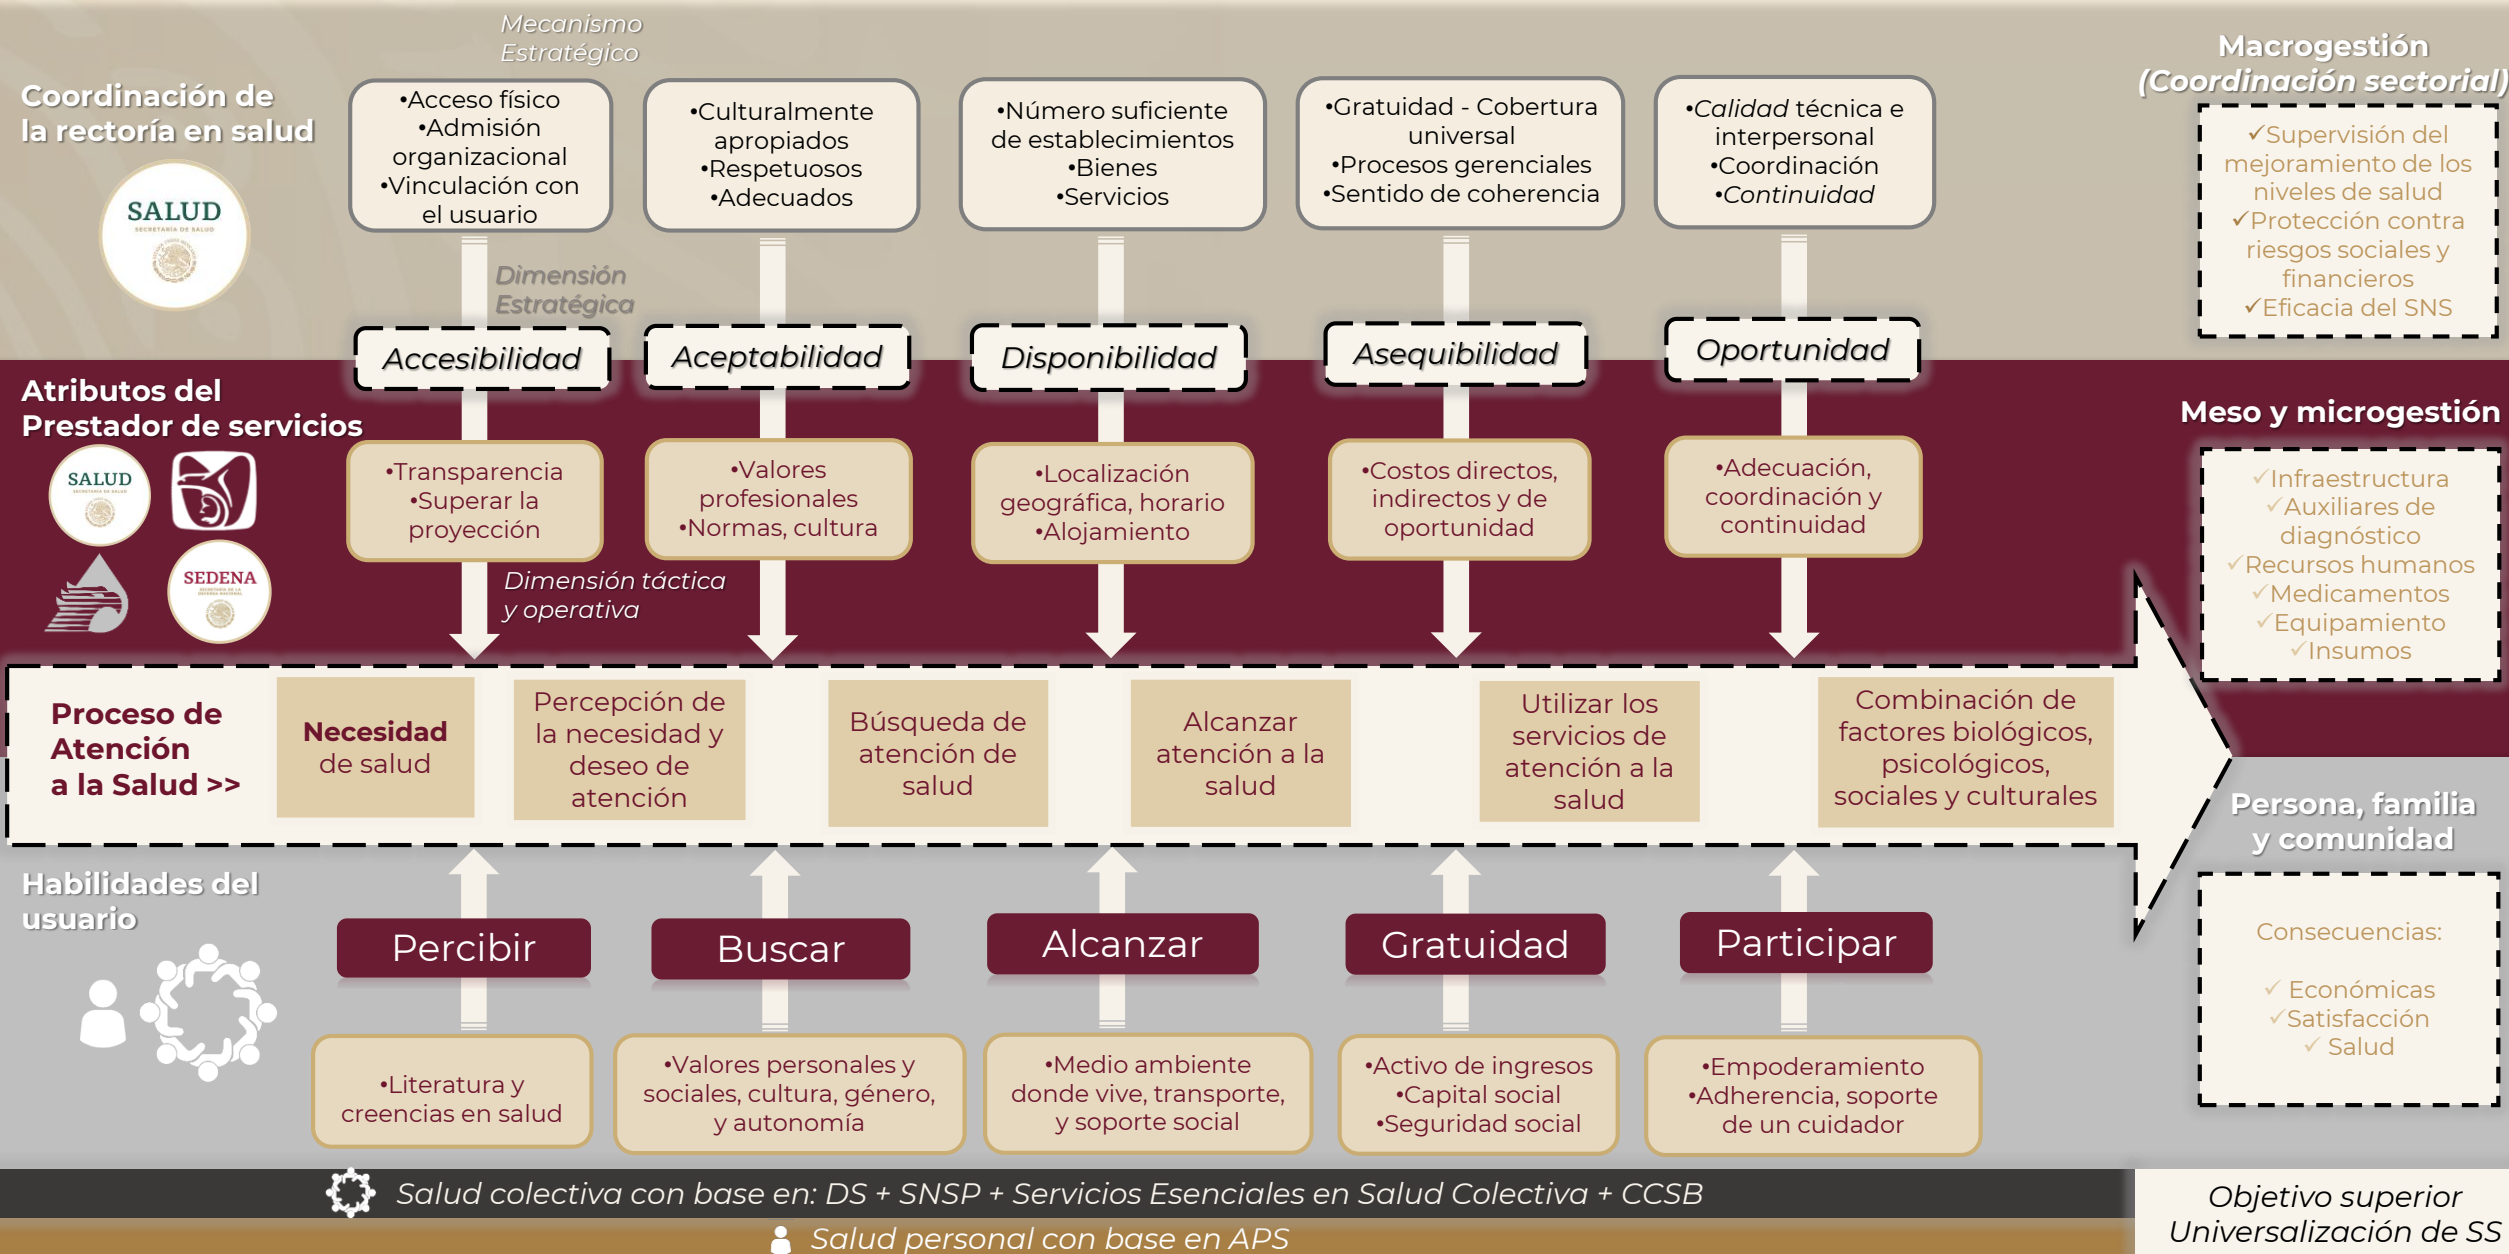 Mecanismo
Estratégico
Coordinación de
la rectoría en salud
SALUD
SECRETARÍA DE SALUD
•Acceso físico
•Admisión
organizacional
•Vinculación con
el usuario
•Culturalmente
apropiados
•Respetuosos
•Adecuados
•Número suficiente
de establecimientos
•Bienes
•Servicios
•Gratuidad - Cobertura
universal
•Procesos gerenciales
•Sentido de coherencia
•Calidad técnica e
interpersonal
•Coordinación
•Continuidad
Macrogestión
(Coordinación sectorial)
✓Supervisión del
mejoramiento de los
niveles de salud
✓Protección contra
riesgos sociales y
financieros
✓Eficacia del SNS
Dimensión
Estratégica
Accesibilidad
Aceptabilidad
Disponibilidad
Asequibilidad
Oportunidad
Atributos del
Prestador de servicios
SALUD
SECRETARÍA DE SALUD
SEDENA
SECRETARÍA DE LA
DEFENSA NACIONAL
•Transparencia
•Superar la
proyección
•Valores
profesionales
•Normas, cultura
•Localización
geográfica, horario
•Alojamiento
•Costos directos,
indirectos y de
oportunidad
•Adecuación,
coordinación y
continuidad
Meso y microgestión
✓Infraestructura
✓Auxiliares de
diagnóstico
✓Recursos humanos
✓Medicamentos
✓Equipamiento
✓Insumos
Dimensión táctica
y operativa
Proceso de
Atención
a la Salud >>
Necesidad
de salud
Percepción de
la necesidad y
deseo de
atención
Búsqueda de
atención de
salud
Alcanzar
atención a la
salud
Utilizar los
servicios de
atención a la
salud
Combinación de
factores biológicos,
psicológicos,
sociales y culturales
Persona, familia
y comunidad
Consecuencias:
✓ Económicas
✓Satisfacción
✓ Salud
Habilidades del
usuario
Percibir
Buscar
Alcanzar
Gratuidad
Participar
•Literatura y
creencias en salud
•Valores personales y
sociales, cultura, género,
y autonomía
•Medio ambiente
donde vive, transporte,
y soporte social
•Activo de ingresos
•Capital social
•Seguridad social
•Empoderamiento
•Adherencia, soporte
de un cuidador
Salud colectiva con base en: DS + SNSP + Servicios Esenciales en Salud Colectiva + CCSB
Salud personal con base en APS
Objetivo superior
Universalización de SS